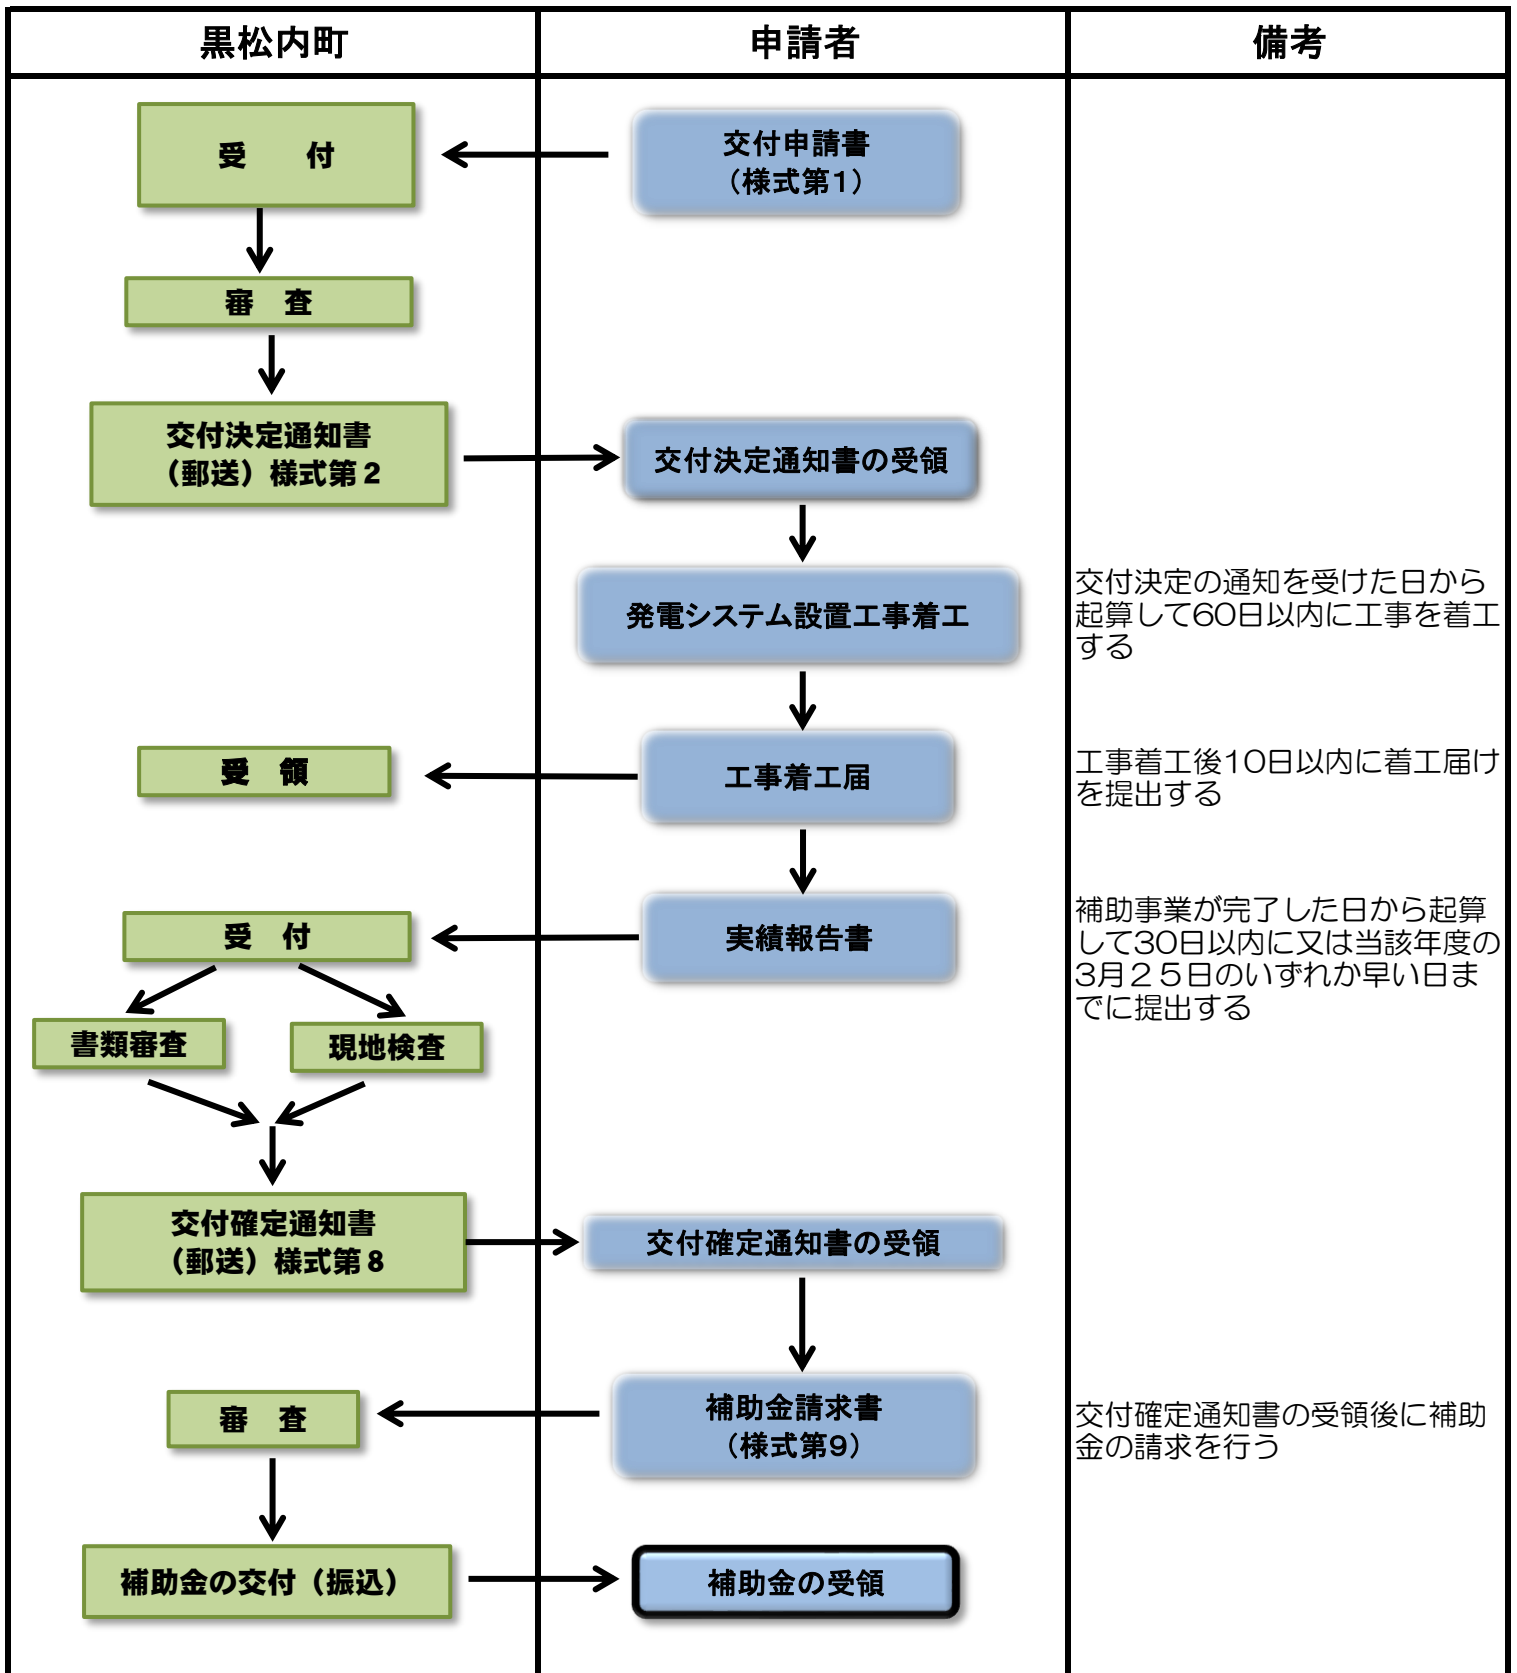 黒松内町
申請者
備考
受　　付
交付申請書
（様式第1）
審　査
交付決定通知書
（郵送）様式第２
交付決定通知書の受領
発電システム設置工事着工
交付決定の通知を受けた日から
起算して60日以内に工事を着工
する
受　領
工事着工届
工事着工後10日以内に着工届け
を提出する
受　付
実績報告書
補助事業が完了した日から起算
して30日以内に又は当該年度の
3月２５日のいずれか早い日ま
でに提出する
書類審査
現地検査
交付確定通知書
（郵送）様式第８
交付確定通知書の受領
審　査
補助金請求書
（様式第9）
交付確定通知書の受領後に補助
金の請求を行う
補助金の交付（振込）
補助金の受領